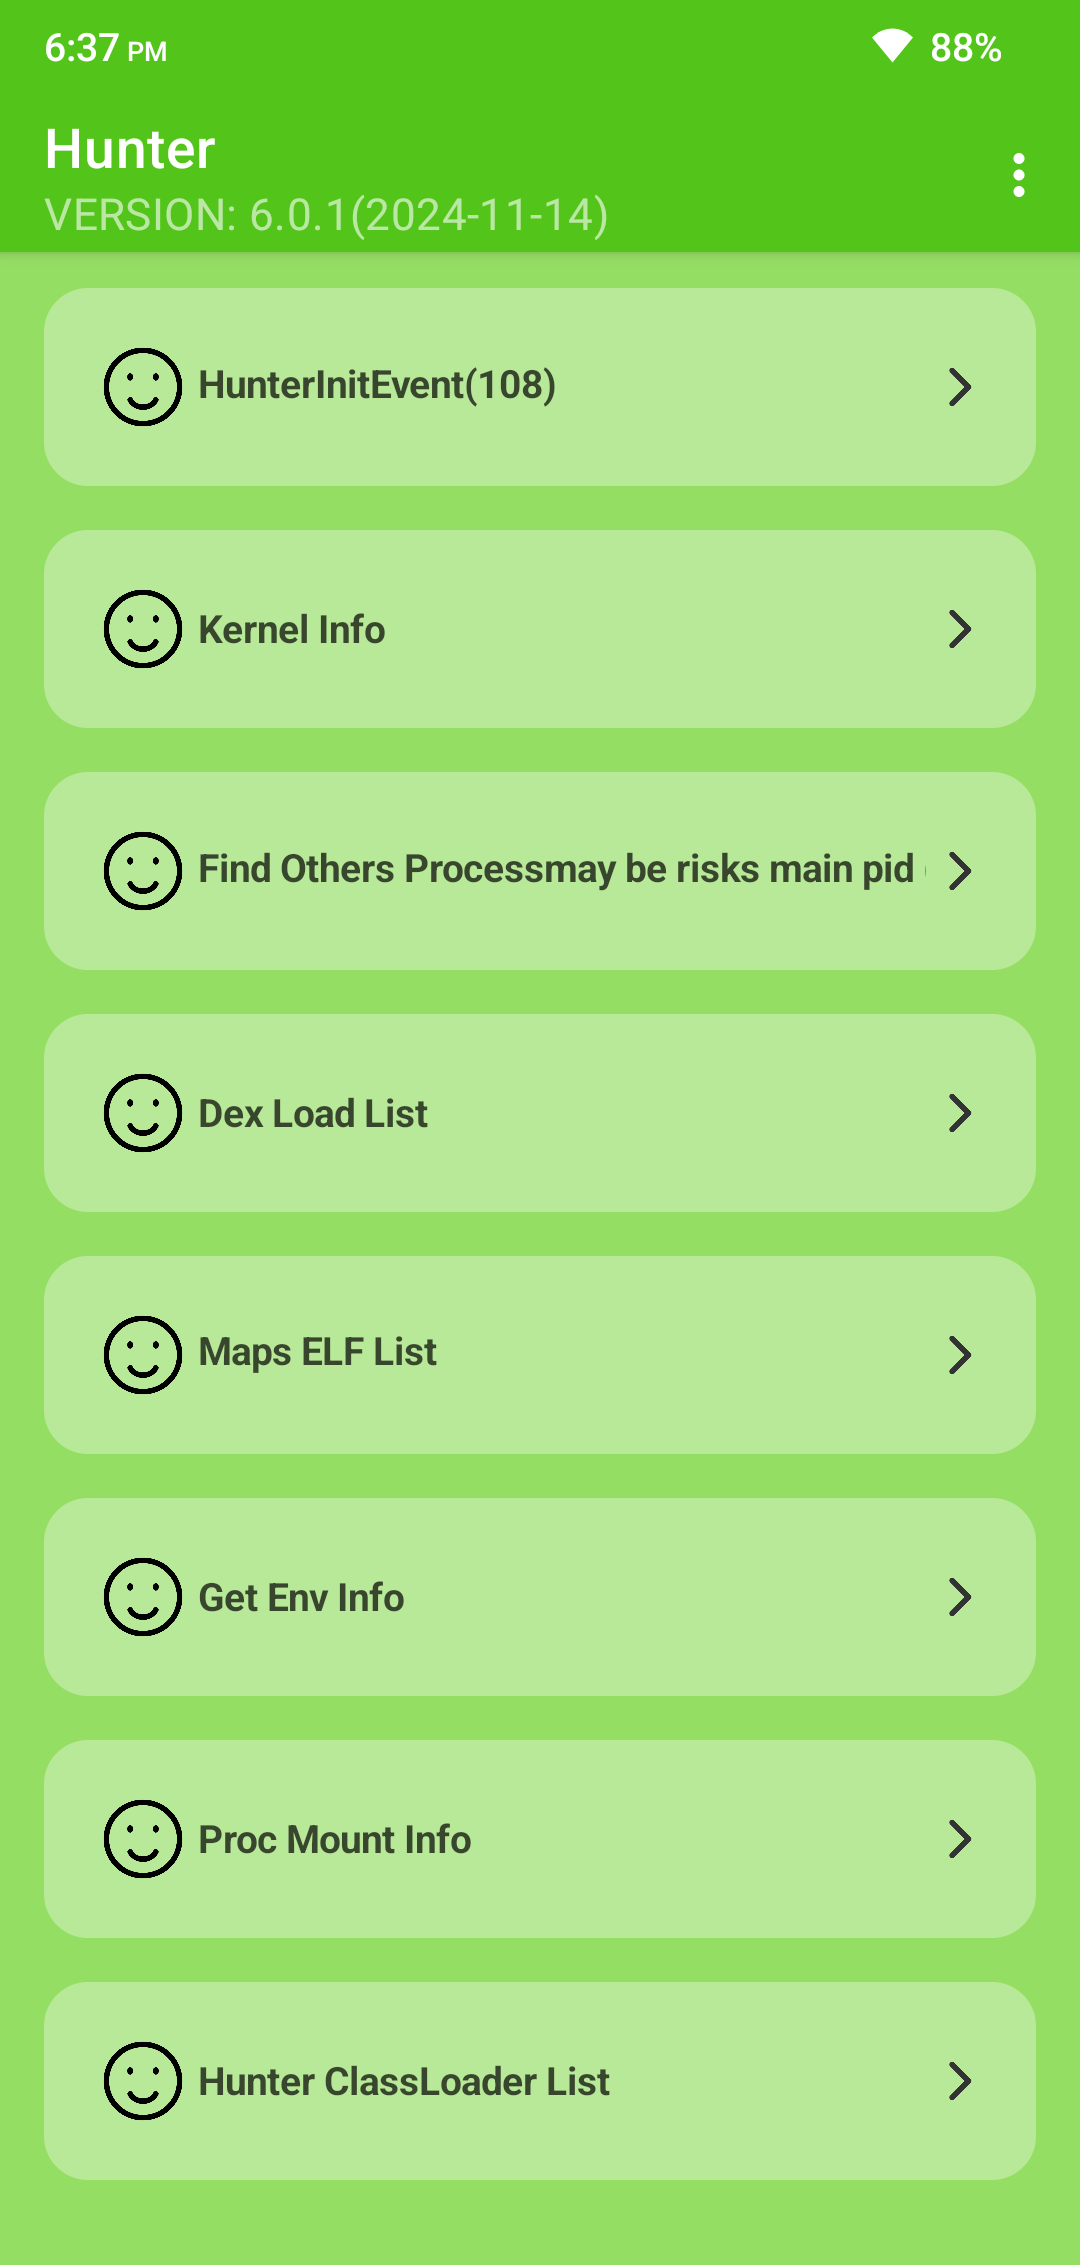 6:37 PM
88%
Hunter
VERSION: 6.0.1(2024-11-14)
HunterInitEvent(108)
Kernel Info
Find Others Processmay be risks main pid
Dex Load List
Maps ELF List
Get Env Info
Proc Mount Info
Hunter ClassLoader List